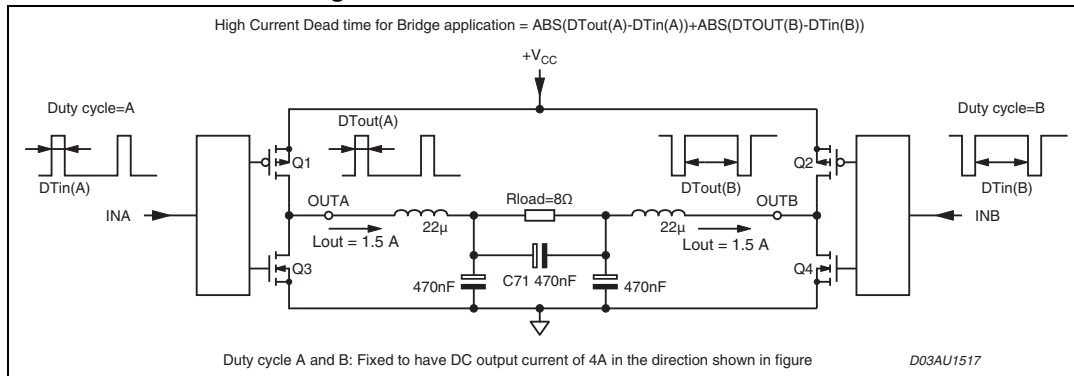 High Current Dead time for Bridge application = ABS(DTout(A)-DTin(A))+ABS(DTOUT(B)-DTin(B))
+VCC
Duty cycle=A
Duty cycle=B
DTout(A)
Q1
Q2
DTin(A)
DTout(B)
DTin(B)
INA
OUTA
Rload=8Ω
OUTB
INB
22μ
22μ
Lout = 1.5 A
Lout = 1.5 A
Q3
Q4
470nF
C71 470nF
470nF
Duty cycle A and B: Fixed to have DC output current of 4A in the direction shown in figure
D03AU1517